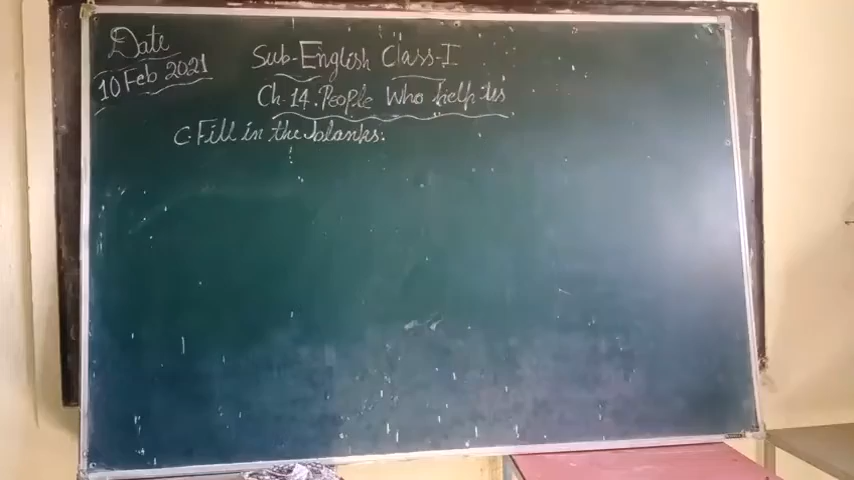 Date
10 Feb 2021
Sub-English Class-I
Ch. 14. People Who help us
C. Fill in the blanks: